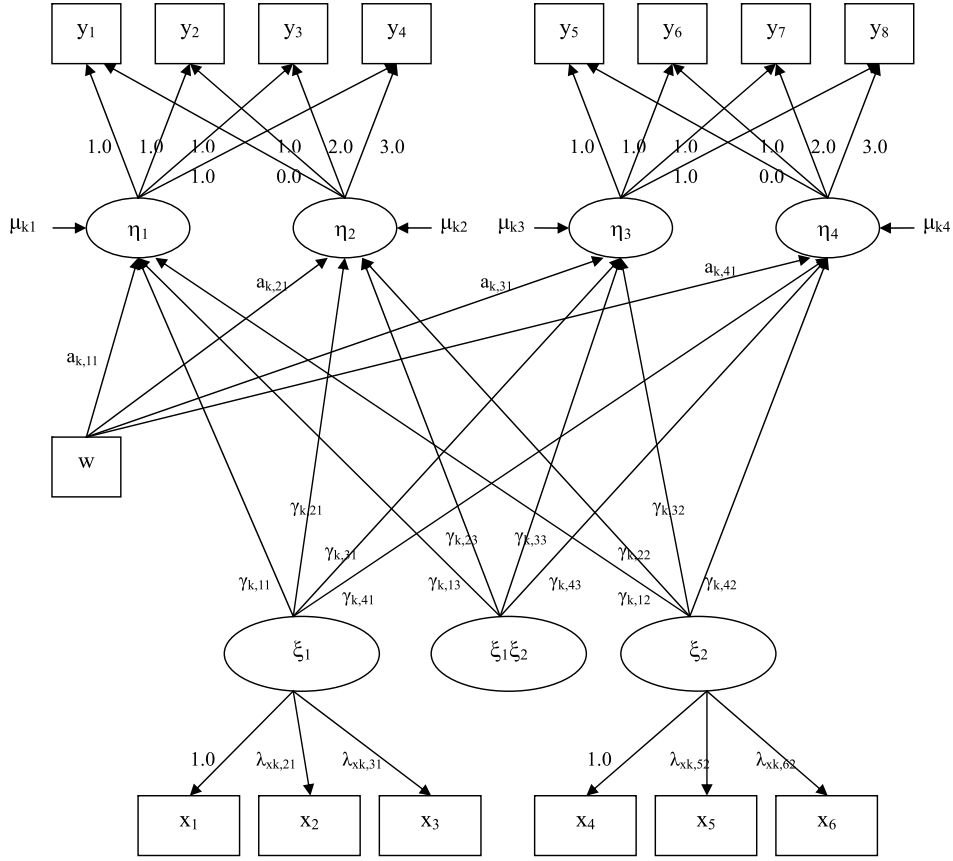 y₁ y₂ y₃ y₄ y₅ y₆ y₇ y₈
1.0 1.0 1.0 1.0 2.0 3.0 1.0 1.0 1.0 1.0 2.0 3.0
1.0 0.0 1.0 0.0
μₖ₁ η₁ η₂ μₖ₂ μₖ₃ η₃ η₄ μₖ₄
aₖ,₂₁ aₖ,₃₁ aₖ,₄₁
aₖ,₁₁
w
γₖ,₂₁ γₖ,₃₂
γₖ,₃₁ γₖ,₂₃ γₖ,₃₃ γₖ,₂₂
γₖ,₁₁ γₖ,₄₁ γₖ,₁₃ γₖ,₄₃ γₖ,₁₂ γₖ,₄₂
ξ₁ ξ₁ξ₂ ξ₂
1.0 λₓₖ,₂₁ λₓₖ,₃₁ 1.0 λₓₖ,₅₂ λₓₖ,₆₂
x₁ x₂ x₃ x₄ x₅ x₆